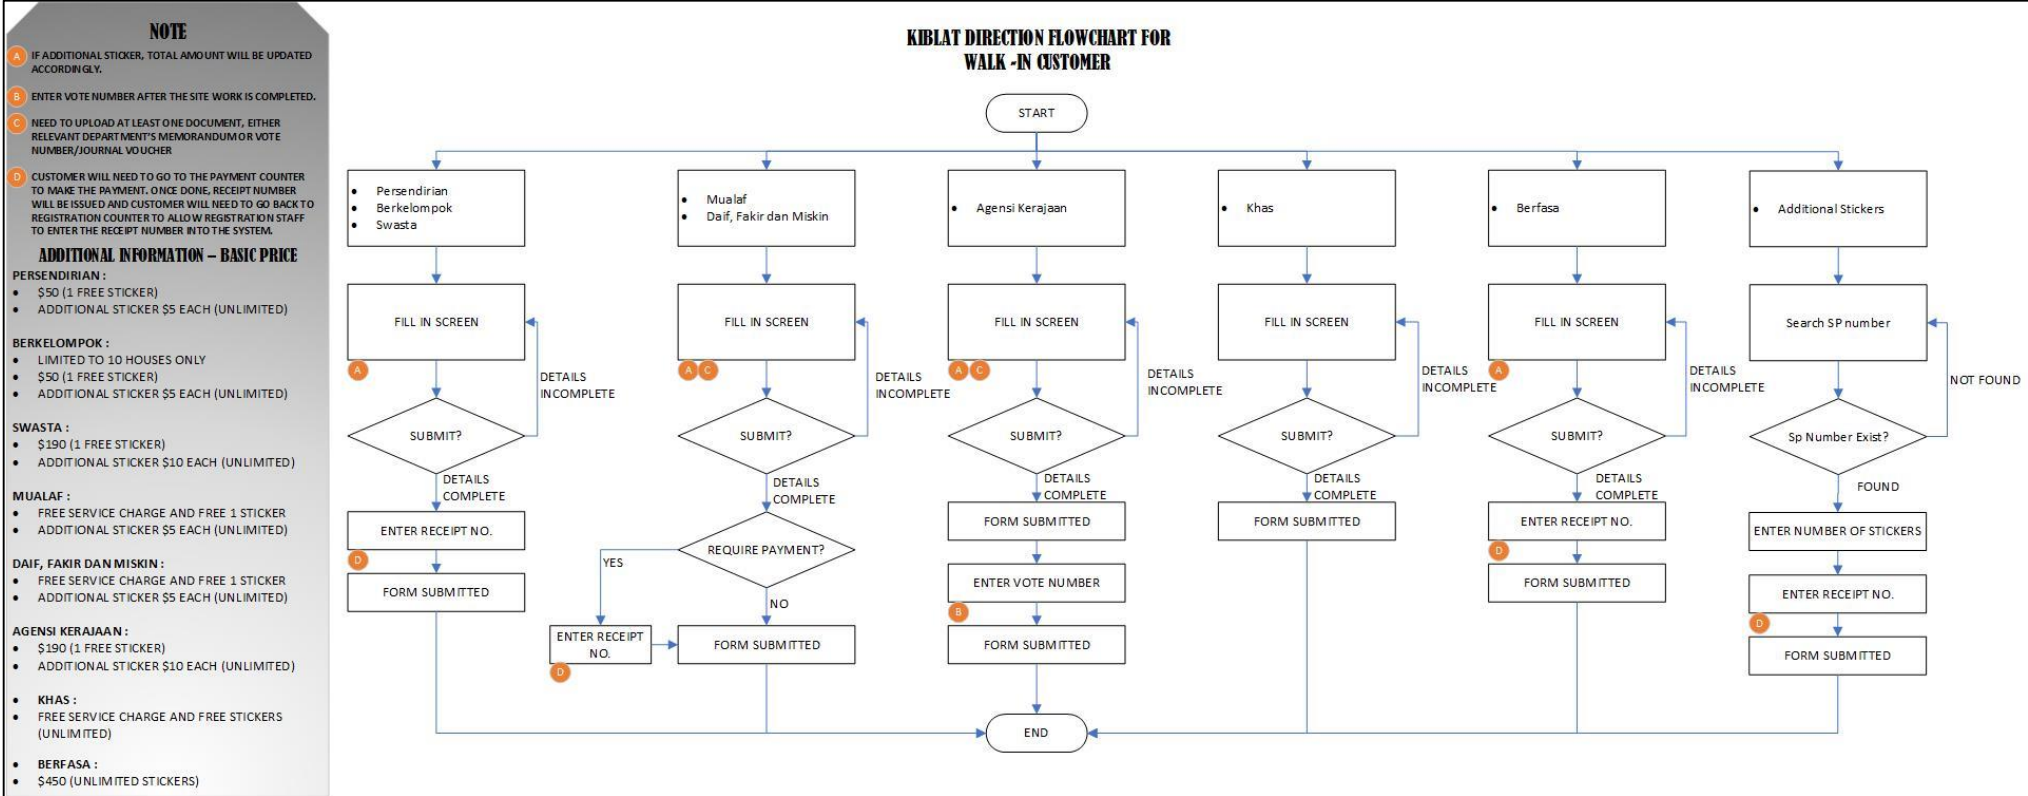 NOTE
A IF ADDITIONAL STICKER, TOTAL AMOUNT WILL BE UPDATED
ACCORDINGLY.
B ENTER VOTE NUMBER AFTER THE SITE WORK IS COMPLETED.
C NEED TO UPLOAD AT LEAST ONE DOCUMENT, EITHER
RELEVANT DEPARTMENT'S MEMORANDUM OR VOTE
NUMBER/JOURNAL VOUCHER
D CUSTOMER WILL NEED TO GO TO THE PAYMENT COUNTER
TO MAKE THE PAYMENT. ONCE DONE, RECEIPT NUMBER
WILL BE ISSUED AND CUSTOMER WILL NEED TO GO BACK TO
REGISTRATION COUNTER TO ALLOW REGISTRATION STAFF
TO ENTER THE RECEIPT NUMBER INTO THE SYSTEM.
ADDITIONAL INFORMATION – BASIC PRICE
PERSENDIRIAN :
• $50 (1 FREE STICKER)
• ADDITIONAL STICKER $5 EACH (UNLIMITED)
BERKELOMPOK :
• LIMITED TO 10 HOUSES ONLY
• $50 (1 FREE STICKER)
• ADDITIONAL STICKER $5 EACH (UNLIMITED)
SWASTA :
• $190 (1 FREE STICKER)
• ADDITIONAL STICKER $10 EACH (UNLIMITED)
MUALAF :
• FREE SERVICE CHARGE AND FREE 1 STICKER
• ADDITIONAL STICKER $5 EACH (UNLIMITED)
DAIF, FAKIR DAN MISKIN :
• FREE SERVICE CHARGE AND FREE 1 STICKER
• ADDITIONAL STICKER $5 EACH (UNLIMITED)
AGENSI KERAJAAN :
• $190 (1 FREE STICKER)
• ADDITIONAL STICKER $10 EACH (UNLIMITED)
• KHAS :
• FREE SERVICE CHARGE AND FREE STICKERS
(UNLIMITED)
• BERFASA :
• $450 (UNLIMITED STICKERS)
KIBLAT DIRECTION FLOWCHART FOR
WALK -IN CUSTOMER
START
• Persendirian
• Berkelompok
• Swasta
FILL IN SCREEN
A
DETAILS
INCOMPLETE
SUBMIT?
DETAILS
COMPLETE
ENTER RECEIPT NO.
D
FORM SUBMITTED
• Mualaf
• Daif, Fakir dan Miskin
FILL IN SCREEN
A C
DETAILS
INCOMPLETE
SUBMIT?
DETAILS
COMPLETE
REQUIRE PAYMENT?
YES
NO
ENTER RECEIPT
NO.
D
FORM SUBMITTED
• Agensi Kerajaan
FILL IN SCREEN
A C
DETAILS
INCOMPLETE
SUBMIT?
DETAILS
COMPLETE
FORM SUBMITTED
ENTER VOTE NUMBER
B
FORM SUBMITTED
• Khas
FILL IN SCREEN
DETAILS
INCOMPLETE
SUBMIT?
DETAILS
COMPLETE
FORM SUBMITTED
• Berfasa
FILL IN SCREEN
A
DETAILS
INCOMPLETE
SUBMIT?
DETAILS
COMPLETE
ENTER RECEIPT NO.
D
FORM SUBMITTED
• Additional Stickers
Search SP number
NOT FOUND
Sp Number Exist?
FOUND
ENTER NUMBER OF STICKERS
ENTER RECEIPT NO.
D
FORM SUBMITTED
END